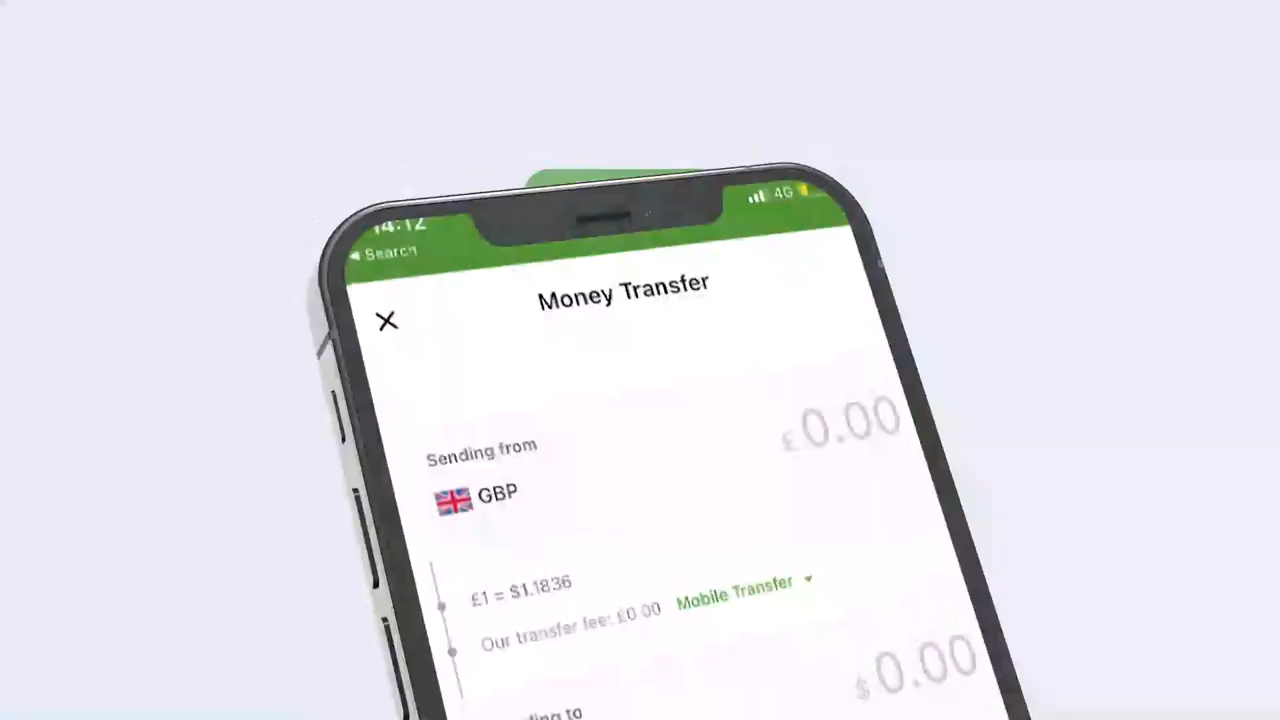 14:12
4G
Search
Money Transfer
Sending from
£0.00
GBP
£1 = $1.1836
Our transfer fee: £0.00 Mobile Transfer
$0.00
to